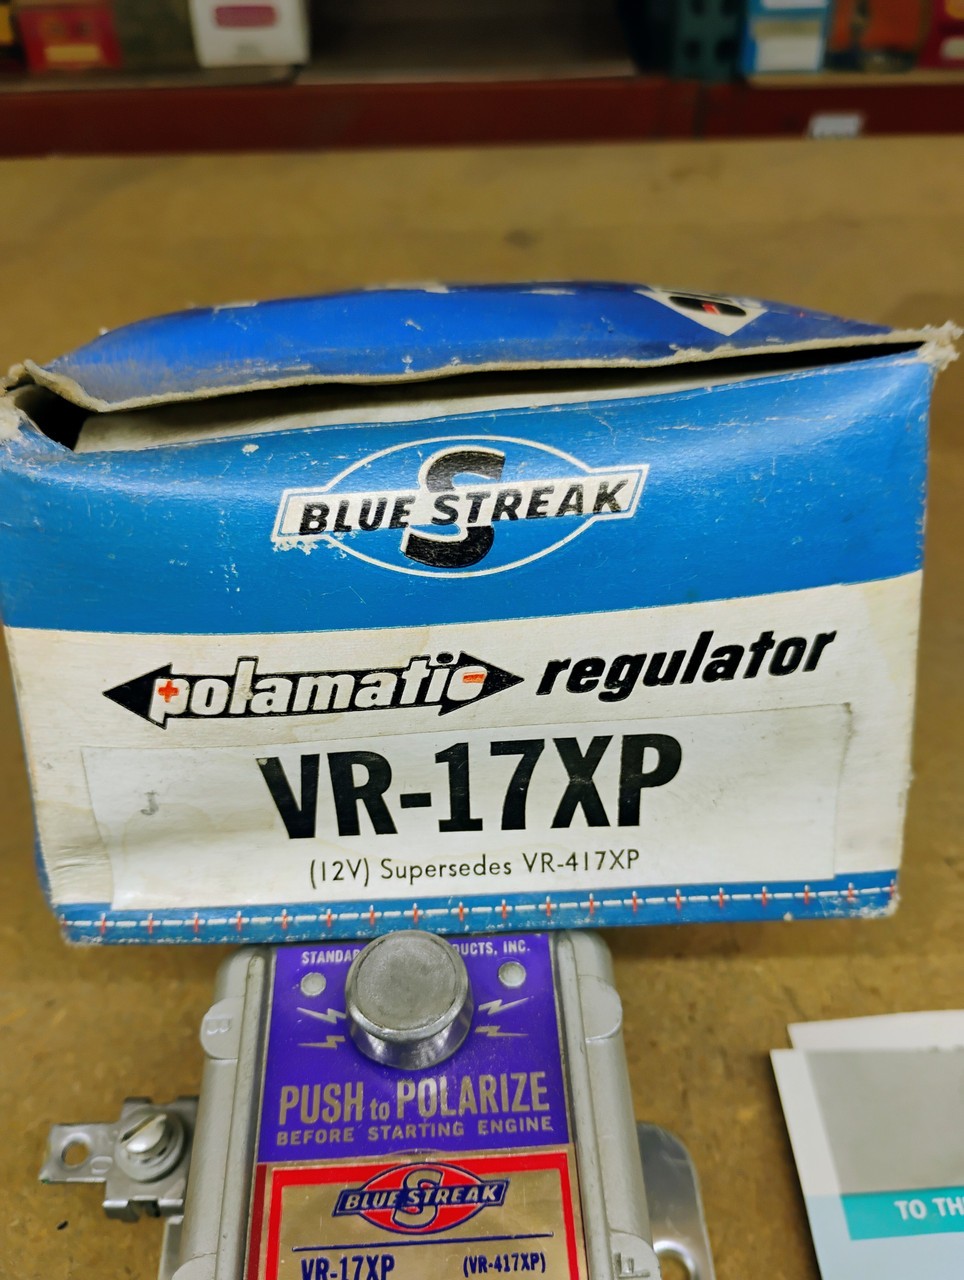 BLUE STREAK
S
polamatic regulator
J
VR-17XP
(12V) Supersedes VR-417XP
INC.
PUSH to POLARIZE
BEFORE STARTING ENGINE
BLUE STREAK
S
VR-17XP (VR-417XP)
TO